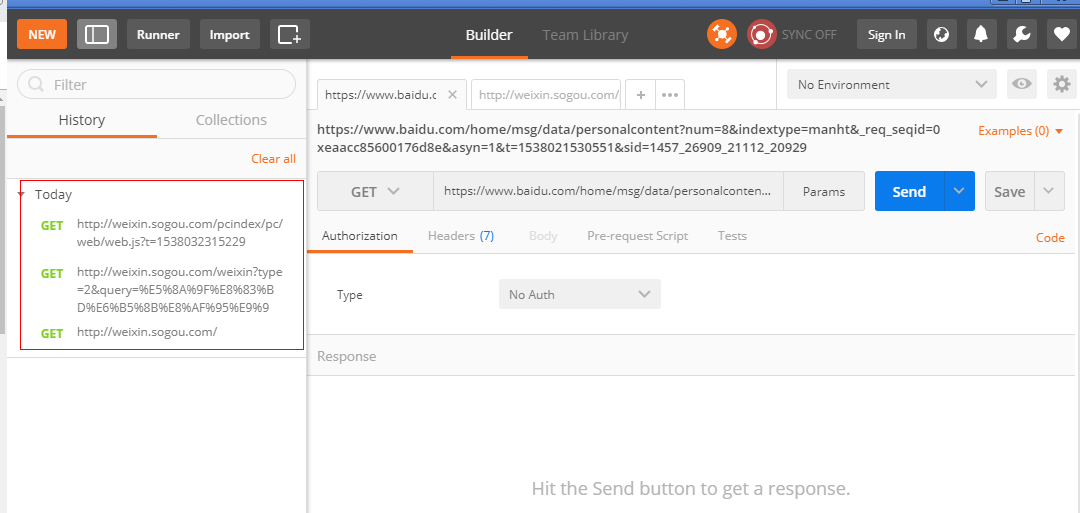 NEW
Runner
Import
Builder
Team Library
SYNC OFF
Sign In
Filter
History
Collections
Clear all
Today
GET http://weixin.sogou.com/pcindex/pc/
web/web.js?t=1538032315229
GET http://weixin.sogou.com/weixin?type
=2&query=%E5%8A%9F%E8%83%B
D%E6%B5%8B%E8%AF%95%E9%9
GET http://weixin.sogou.com/
https://www.baidu.c
http://weixin.sogou.com/
No Environment
https://www.baidu.com/home/msg/data/personalcontent?num=8&indextype=manht&_req_seqid=0
xeaacc85600176d8e&asyn=1&t=1538021530551&sid=1457_26909_21112_20929
Examples (0)
GET
https://www.baidu.com/home/msg/data/personalconten...
Params
Send
Save
Authorization
Headers (7)
Body
Pre-request Script
Tests
Code
Type
No Auth
Response
Hit the Send button to get a response.